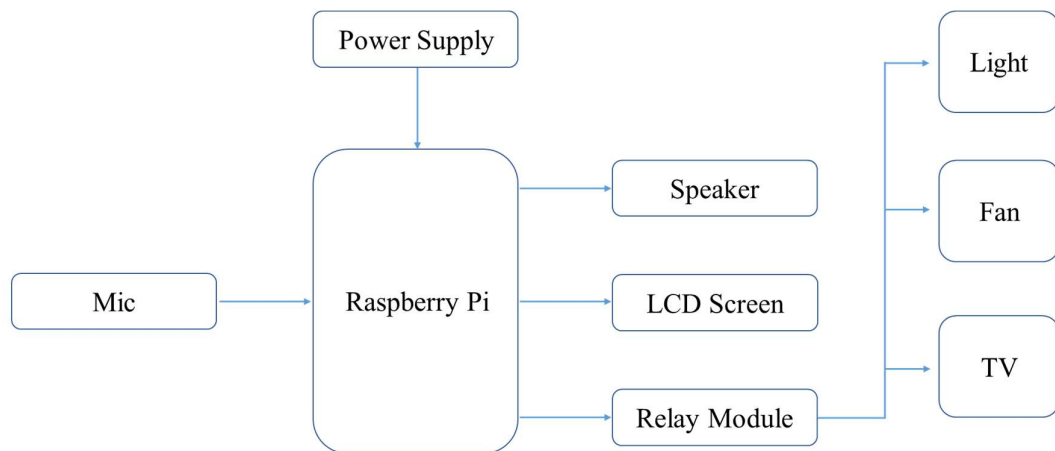 Power Supply
Light
Speaker
Fan
Mic
Raspberry Pi
LCD Screen
TV
Relay Module